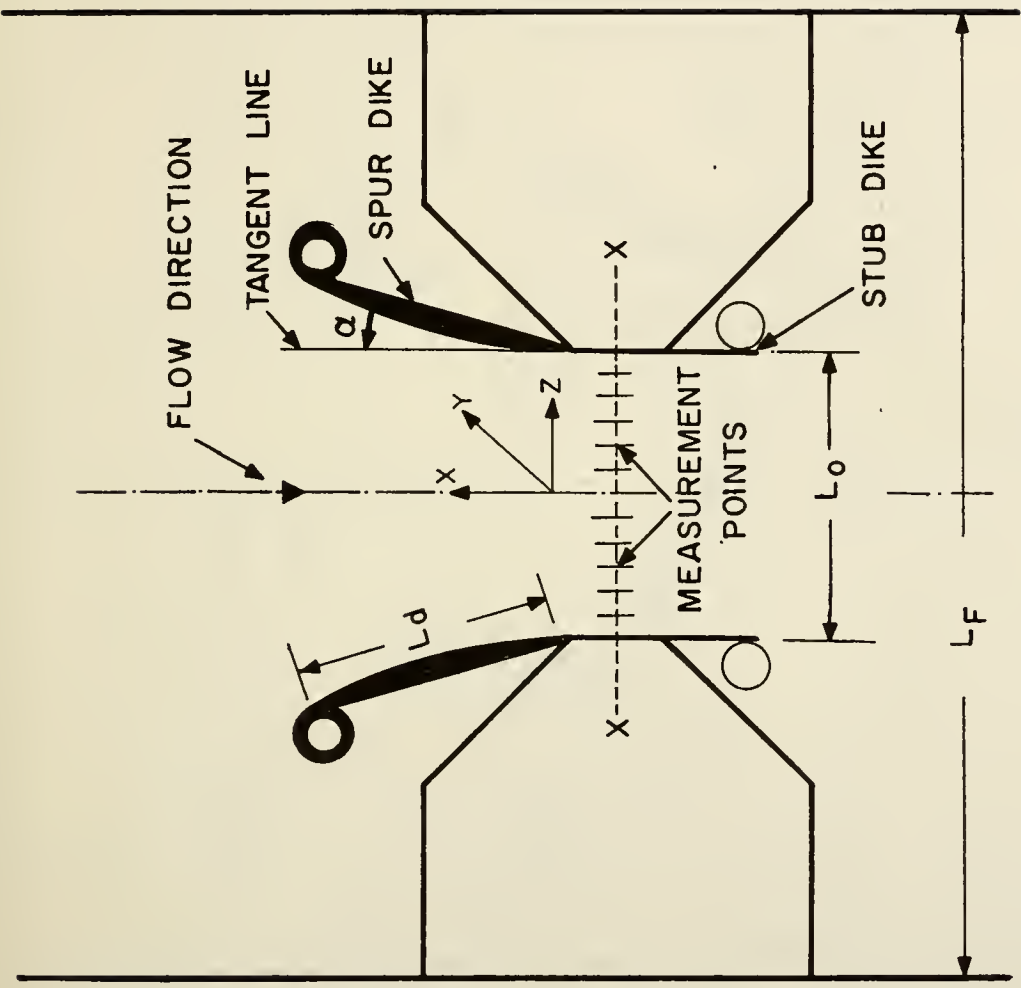 FLOW DIRECTION
TANGENT LINE
SPUR DIKE
α
X
Y
Z
Ld
X
X
MEASUREMENT
POINTS
STUB DIKE
LO
LF